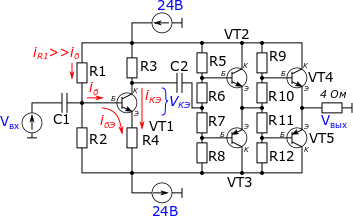 24В
VT2
iR1>>iб
R1
R3
C2
R5
R9
К
VT4
Б
Э
iб
iКЭ
VКЭ
R6
R10
4 Ом
Vвх
C1
iбЭ
VT1
R7
R11
Vвых
R2
R4
R8
R12
VT5
VT3
24В